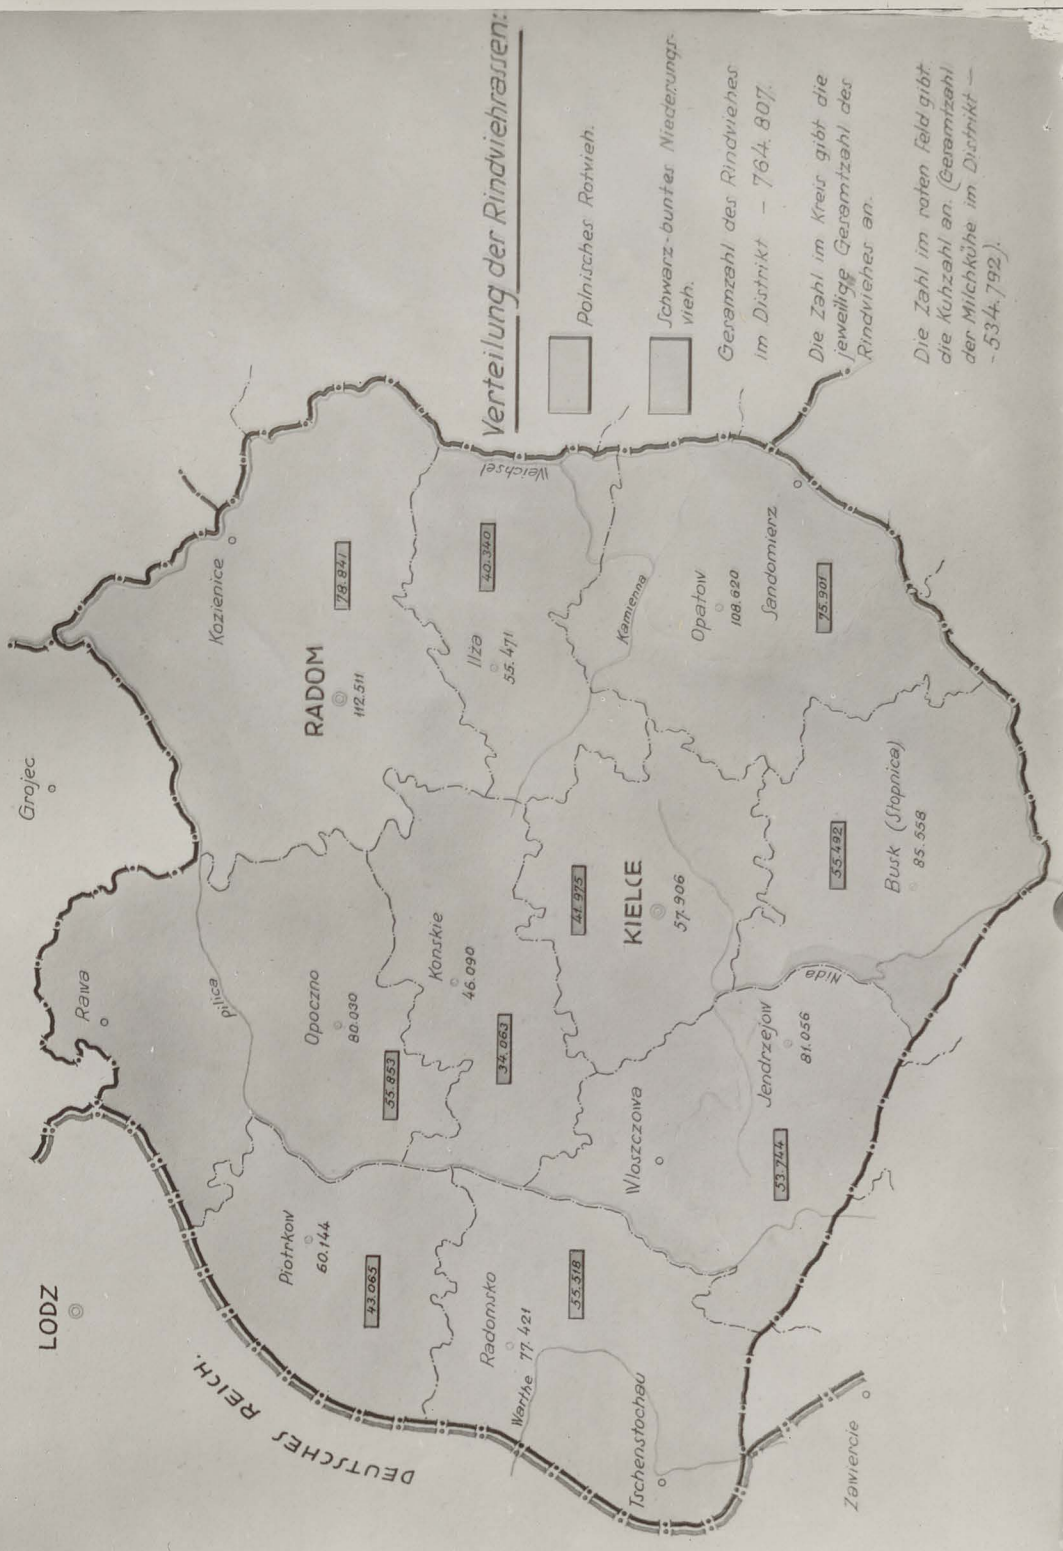 Verteilung der Rindviehrassen:
Polnisches Rotvieh.
Schwarz-buntes Niederungs-
vieh.
Gesamzahl des Rindviehes
im Distrikt – 764.807.
Die Zahl im Kreis gibt die
jeweilige Gesamtzahl des
Rindviehes an.
Die Zahl im roten Feld gibt
die Kuhzahl an. (Gesamtzahl
der Milchkühe im Distrikt –
- 534.792).
LODZ
DEUTSCHES REICH.
Rawa
Grojec
Pilica
Kozienice
RADOM
112.511
78.841
Piotrkow
60.144
43.065
Opoczno
80.030
55.853
Konskie
46.090
34.063
Ilza
55.471
40.340
Weichsel
Radomsko
77.421
Warthe
55.518
Tschenstochau
Zawiercie
Wloszczowa
KIELCE
57.906
41.975
Kamienna
Opatow
108.620
Sandomierz
75.901
Jendrzejow
81.056
53.744
Nida
Busk (Stopnica)
85.558
55.492